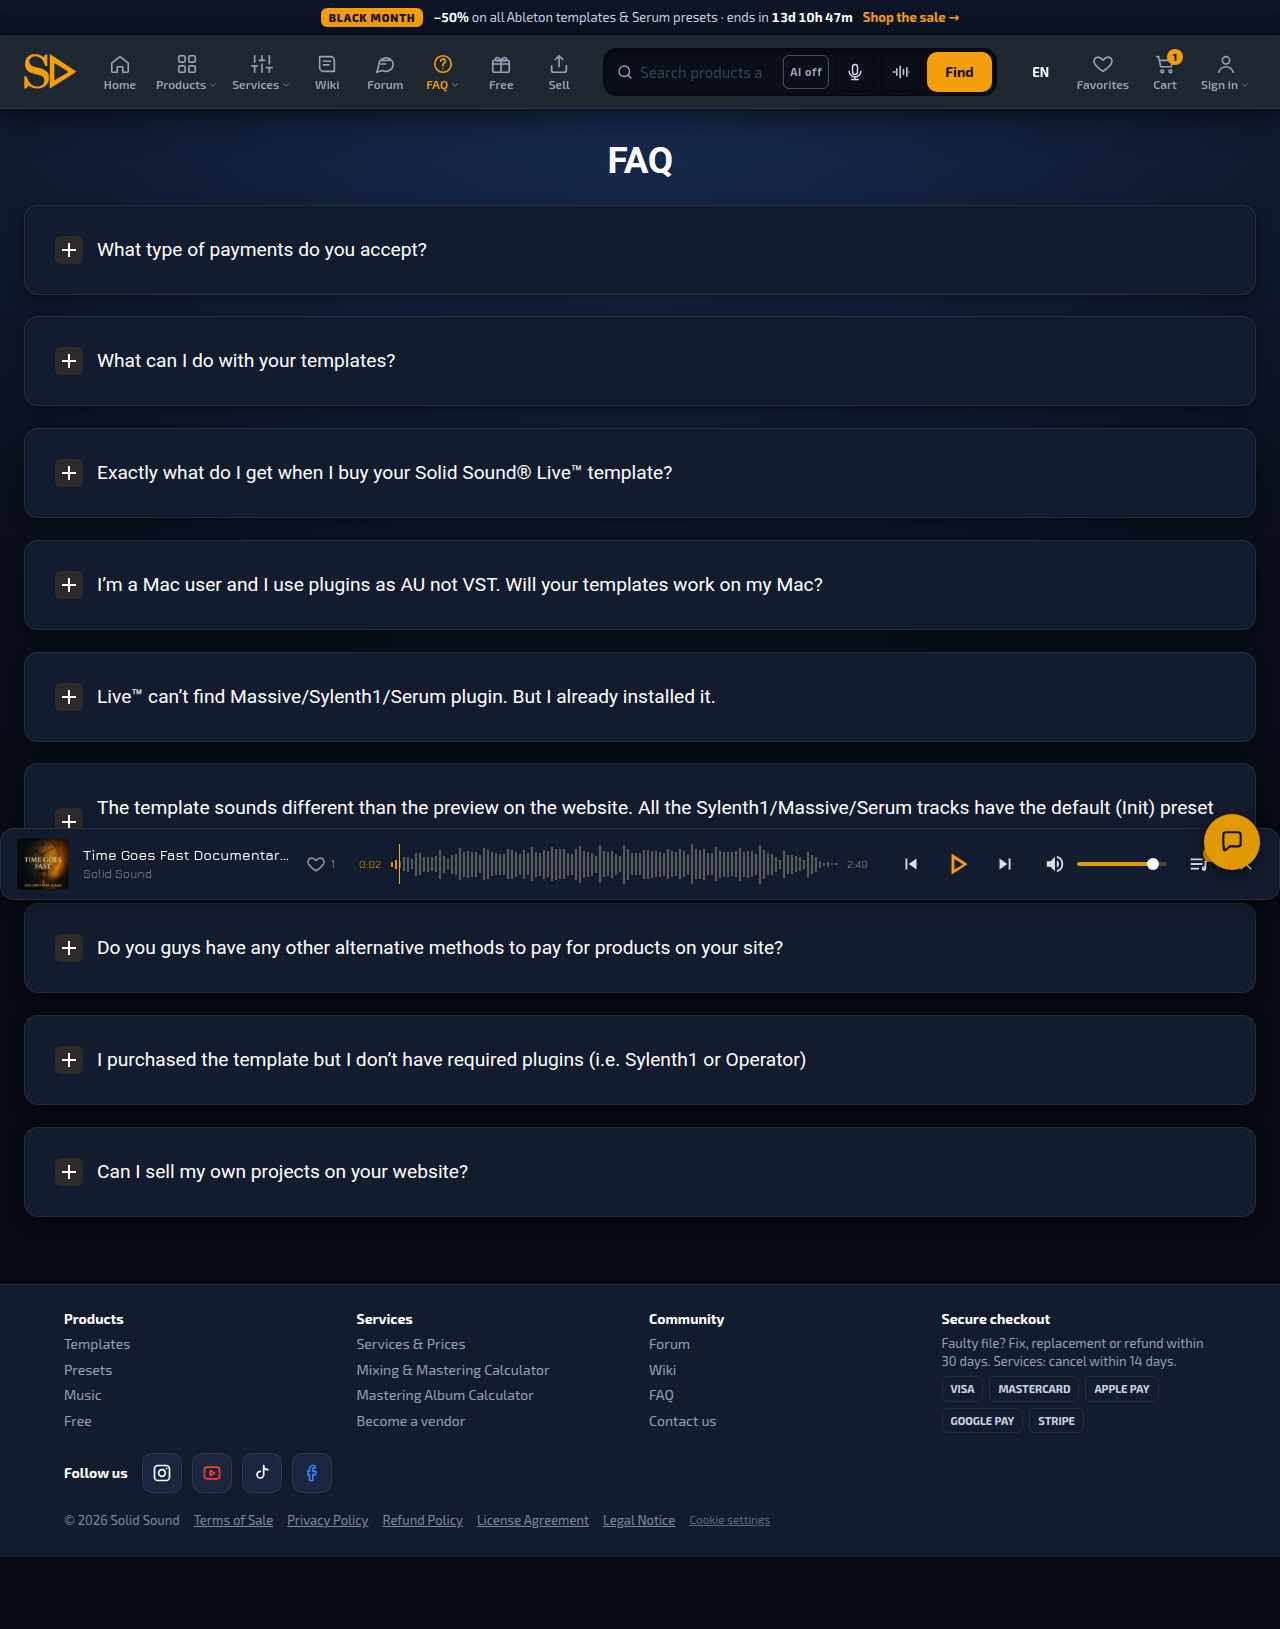 BLACK MONTH −50% on all Ableton templates & Serum presets · ends in 13d 10h 47m Shop the sale →
SD
Home
Products
Services
Wiki
Forum
FAQ
Free
Sell
Search products a
AI off
Find
EN
Favorites
1
Cart
Sign in
FAQ
What type of payments do you accept?
What can I do with your templates?
Exactly what do I get when I buy your Solid Sound® Live™ template?
I’m a Mac user and I use plugins as AU not VST. Will your templates work on my Mac?
Live™ can’t find Massive/Sylenth1/Serum plugin. But I already installed it.
The template sounds different than the preview on the website. All the Sylenth1/Massive/Serum tracks have the default (Init) preset
TIME GOES
FAST
Time Goes Fast Documentar...
Solid Sound
1
0:02
2:49
Do you guys have any other alternative methods to pay for products on your site?
I purchased the template but I don’t have required plugins (i.e. Sylenth1 or Operator)
Can I sell my own projects on your website?
Products
Templates
Presets
Music
Free
Services
Services & Prices
Mixing & Mastering Calculator
Mastering Album Calculator
Become a vendor
Community
Forum
Wiki
FAQ
Contact us
Secure checkout
Faulty file? Fix, replacement or refund within
30 days. Services: cancel within 14 days.
VISA MASTERCARD APPLE PAY
GOOGLE PAY STRIPE
Follow us
© 2026 Solid Sound Terms of Sale Privacy Policy Refund Policy License Agreement Legal Notice Cookie settings